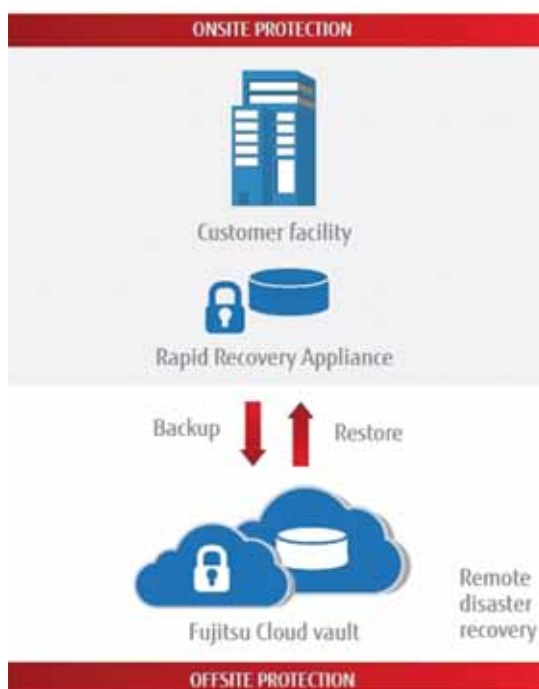 ONSITE PROTECTION
Customer facility
Rapid Recovery Appliance
Backup
Restore
Fujitsu Cloud vault
Remote
disaster
recovery
OFFSITE PROTECTION